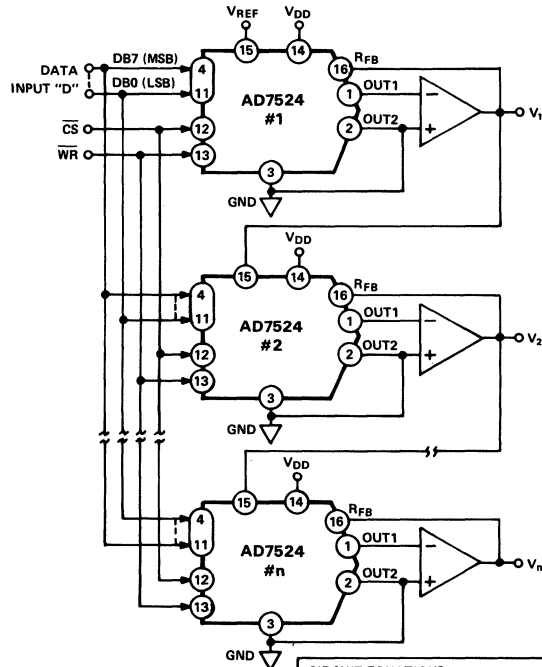 VREF VDD
15 14
DATA INPUT "D"
DB7 (MSB)
DB0 (LSB)
4
11
AD7524
#1
16 RFB
1 OUT1
2 OUT2
−
+
V1
CS
12
WR
13
3
GND
VDD
15 14
4
11
AD7524
#2
16 RFB
1 OUT1
2 OUT2
−
+
V2
12
13
3
GND
VDD
15 14
4
11
AD7524
#n
16 RFB
1 OUT1
2 OUT2
−
+
Vn
12
13
3
GND